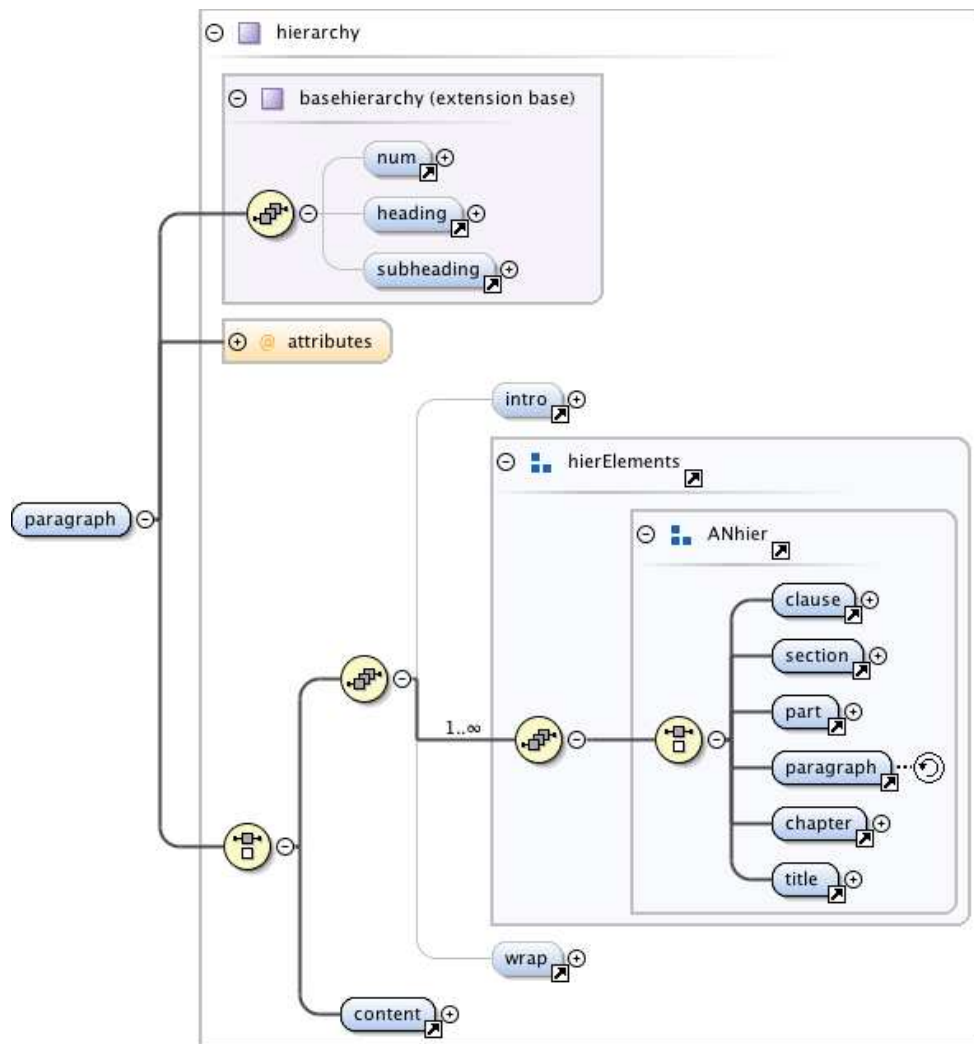 hierarchy
basehierarchy (extension base)
num
heading
subheading
@ attributes
intro
hierElements
paragraph
ANhier
clause
section
part
1..∞
paragraph
chapter
title
wrap
content